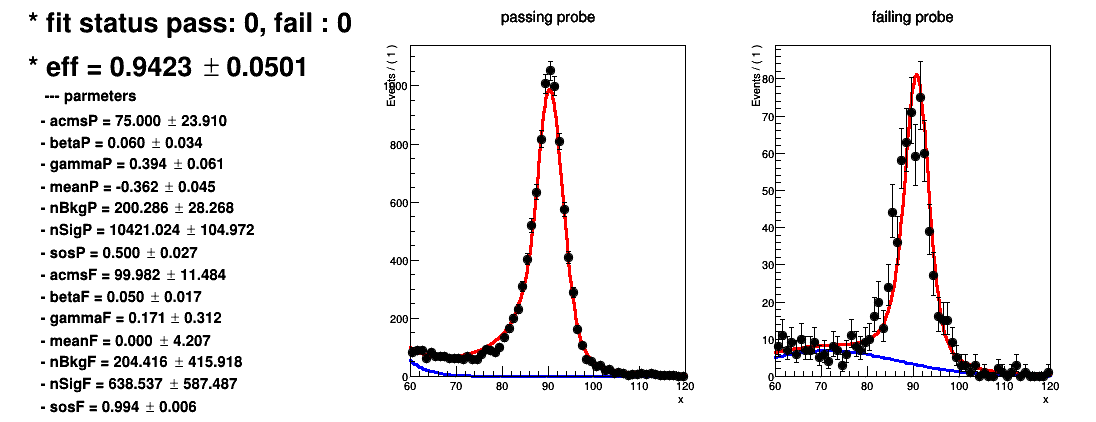 * fit status pass: 0, fail : 0
* eff = 0.9423 ± 0.0501
--- parmeters
- acmsP = 75.000 ± 23.910
- betaP = 0.060 ± 0.034
- gammaP = 0.394 ± 0.061
- meanP = -0.362 ± 0.045
- nBkgP = 200.286 ± 28.268
- nSigP = 10421.024 ± 104.972
- sosP = 0.500 ± 0.027
- acmsF = 99.982 ± 11.484
- betaF = 0.050 ± 0.017
- gammaF = 0.171 ± 0.312
- meanF = 0.000 ± 4.207
- nBkgF = 204.416 ± 415.918
- nSigF = 638.537 ± 587.487
- sosF = 0.994 ± 0.006
passing probe
Events / ( 1 )
1000
800
600
400
200
0
60 70 80 90 100 110 120
x
failing probe
Events / ( 1 )
80
70
60
50
40
30
20
10
0
60 70 80 90 100 110 120
x